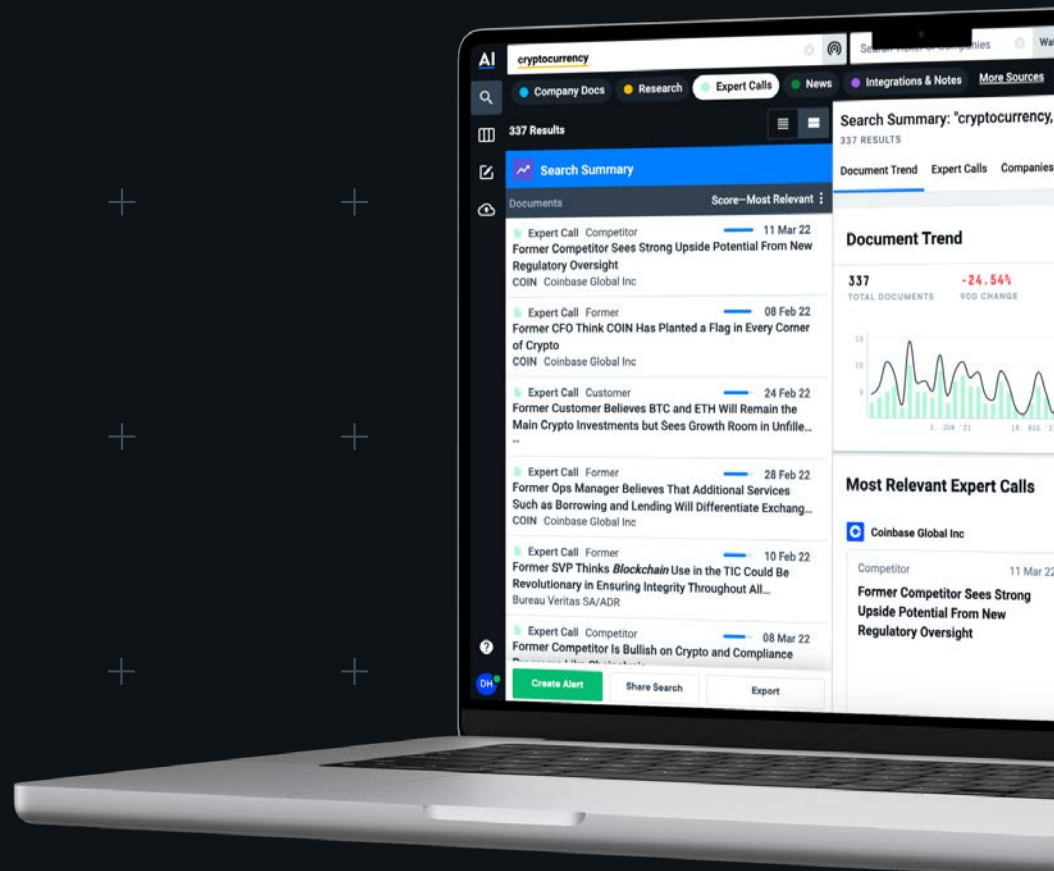 AI
cryptocurrency
Wa
Company Docs
Research
Expert Calls
News
Integrations & Notes
More Sources
337 Results
Search Summary
Documents
Score—Most Relevant
Expert Call Competitor 11 Mar 22
Former Competitor Sees Strong Upside Potential From New
Regulatory Oversight
COIN Coinbase Global Inc
Expert Call Former 08 Feb 22
Former CFO Think COIN Has Planted a Flag in Every Corner
of Crypto
COIN Coinbase Global Inc
Expert Call Customer 24 Feb 22
Former Customer Believes BTC and ETH Will Remain the
Main Crypto Investments but Sees Growth Room in Unfille...
--
Expert Call Former 28 Feb 22
Former Ops Manager Believes That Additional Services
Such as Borrowing and Lending Will Differentiate Exchang...
COIN Coinbase Global Inc
Expert Call Former 10 Feb 22
Former SVP Thinks Blockchain Use in the TIC Could Be
Revolutionary in Ensuring Integrity Throughout All...
Bureau Veritas SA/ADR
Expert Call Competitor 08 Mar 22
Former Competitor Is Bullish on Crypto and Compliance
?
DH
Create Alert
Share Search
Export
Search Summary: "cryptocurrency,
337 RESULTS
Document Trend
Expert Calls
Companies
Document Trend
337 -24.54%
TOTAL DOCUMENTS 90D CHANGE
Most Relevant Expert Calls
Coinbase Global Inc
Competitor 11 Mar 22
Former Competitor Sees Strong
Upside Potential From New
Regulatory Oversight